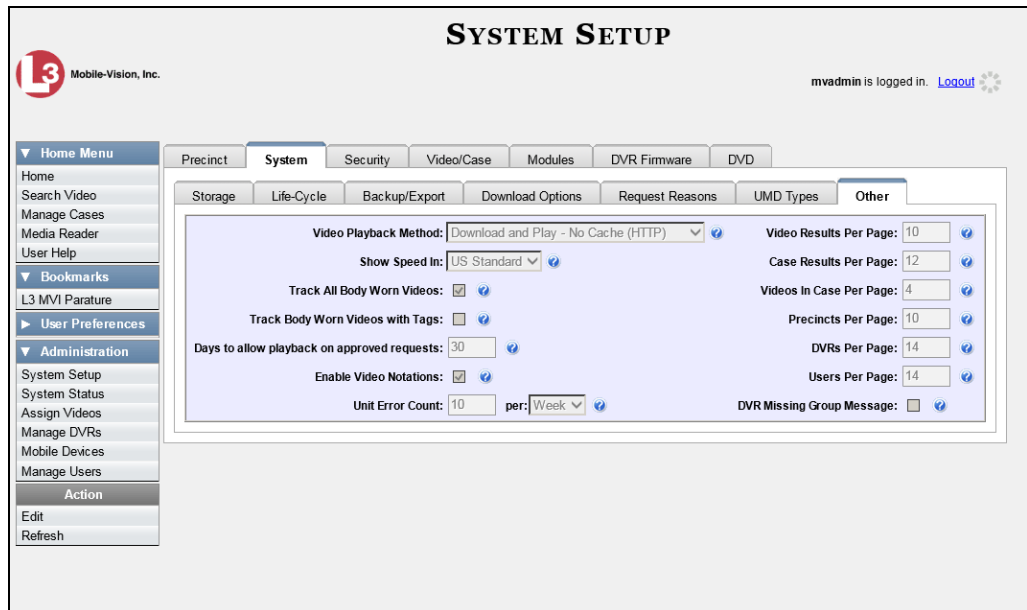 SYSTEM SETUP
L3 Mobile-Vision, Inc.
mvadmin is logged in. Logout
▼ Home Menu
Home
Search Video
Manage Cases
Media Reader
User Help
▼ Bookmarks
L3 MVI Parature
► User Preferences
▼ Administration
System Setup
System Status
Assign Videos
Manage DVRs
Mobile Devices
Manage Users
Action
Edit
Refresh
Precinct System Security Video/Case Modules DVR Firmware DVD
Storage Life-Cycle Backup/Export Download Options Request Reasons UMD Types Other
Video Playback Method: Download and Play - No Cache (HTTP) ?
Video Results Per Page: 10 ?
Show Speed In: US Standard ?
Case Results Per Page: 12 ?
Track All Body Worn Videos: ?
Videos In Case Per Page: 4 ?
Track Body Worn Videos with Tags: ?
Precincts Per Page: 10 ?
Days to allow playback on approved requests: 30 ?
DVRs Per Page: 14 ?
Enable Video Notations: ?
Users Per Page: 14 ?
Unit Error Count: 10 per: Week ?
DVR Missing Group Message: ?